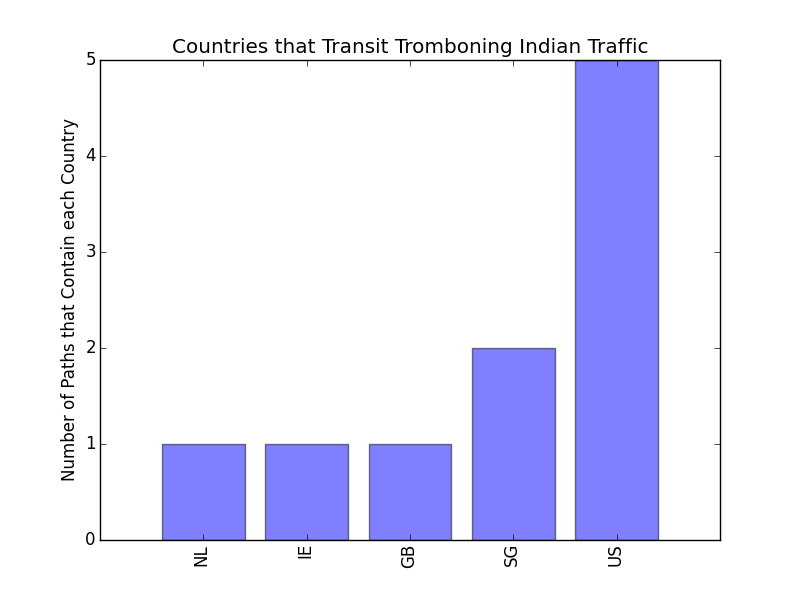 Countries that Transit Tromboning Indian Traffic
Number of Paths that Contain each Country
5
4
3
2
1
0
NL
IE
GB
SG
US